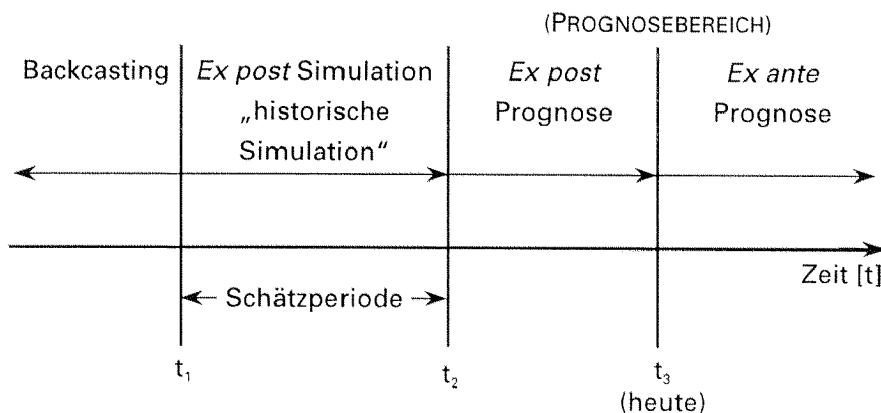 (PROGNOSEBEREICH)
Backcasting
Ex post Simulation
„historische
Simulation“
Ex post
Prognose
Ex ante
Prognose
Zeit [t]
Schätzperiode
t₁
t₂
t₃
(heute)